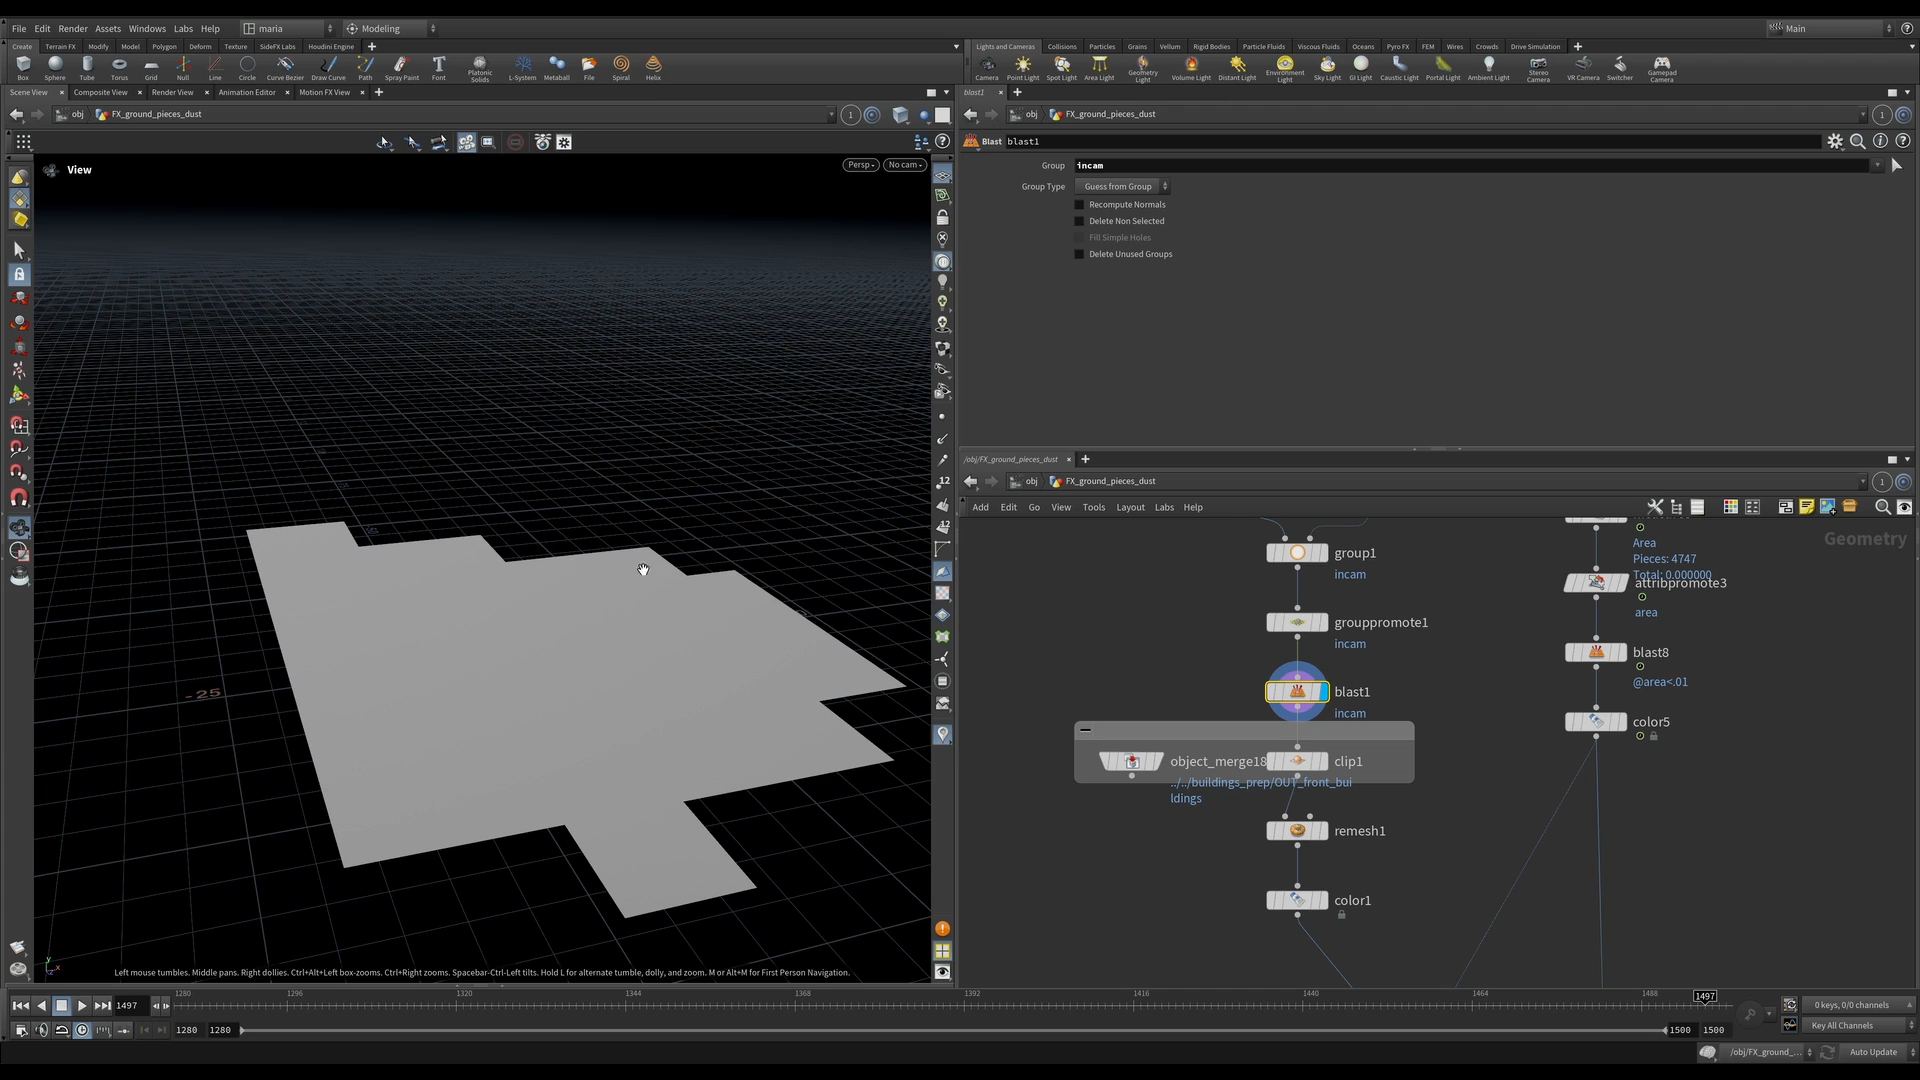 File Edit Render Assets Windows Labs Help maria Modeling Main
Create Terrain FX Modify Model Polygon Deform Texture SideFX Labs Houdini Engine
Lights and Cameras Collisions Particles Grains Vellum Rigid Bodies Particle Fluids Viscous Fluids Oceans Pyro FX FEM Wires Crowds Drive Simulation
Box Sphere Tube Torus Grid Null Line Circle Curve Bezier Draw Curve Path Spray Paint Font Platonic Solids L-System Metaball File Spiral Helix
Camera Point Light Spot Light Area Light Geometry Light Volume Light Distant Light Environment Light Sky Light GI Light Caustic Light Portal Light Ambient Light Stereo Camera VR Camera Switcher Gamepad Camera
Scene View Composite View Render View Animation Editor Motion FX View
blast1
obj FX_ground_pieces_dust 1
obj FX_ground_pieces_dust 1
Blast blast1
View Persp No cam
Group incam
Group Type Guess from Group
Recompute Normals
Delete Non Selected
Fill Simple Holes
Delete Unused Groups
-25
12
12
/obj/FX_ground_pieces_dust
obj FX_ground_pieces_dust 1
Add Edit Go View Tools Layout Labs Help
Geometry
group1
incam
grouppromote1
incam
blast1
incam
object_merge18
../../buildings_prep/OUT_front_bui
ldings
clip1
remesh1
color1
Area
Pieces: 4747
Total: 0.000000
attribpromote3
area
blast8
@area<.01
color5
Left mouse tumbles. Middle pans. Right dollies. Ctrl+Alt+Left box-zooms. Ctrl+Right zooms. Spacebar-Ctrl-Left tilts. Hold L for alternate tumble, dolly, and zoom. M or Alt+M for First Person Navigation.
1497 1280 1296 1320 1344 1368 1392 1416 1440 1464 1488 1497
0 keys, 0/0 channels
1280 1280 1500 1500
Key All Channels
/obj/FX_ground_... Auto Update